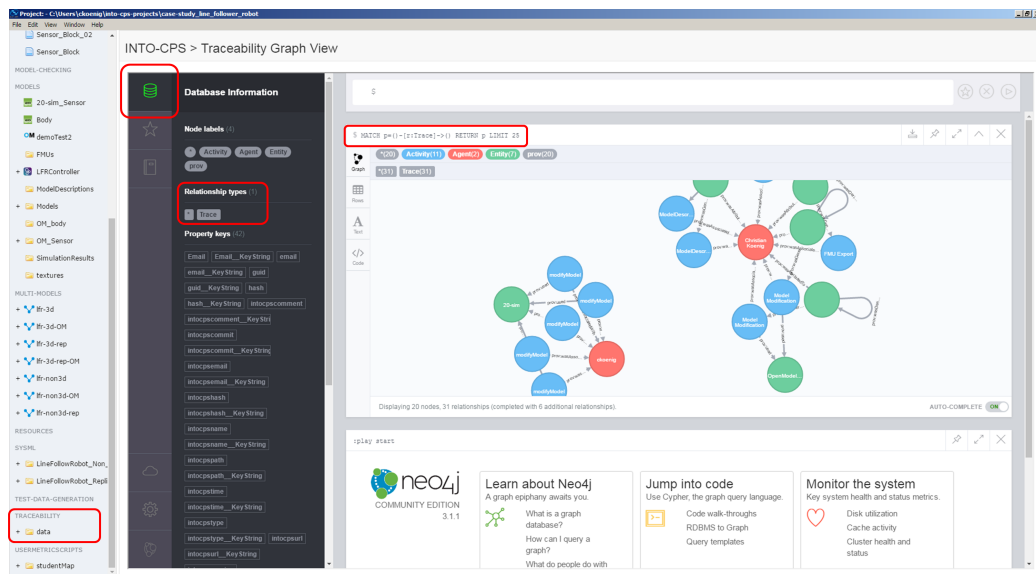 Project: - C:\Users\ckoenig\into-cps-projects\case-study_line_follower_robot
File Edit View Window Help
Sensor_Block_02
Sensor_Block
MODEL-CHECKING
MODELS
20-sim_Sensor
Body
OM demoTest2
FMUs
+ LFRController
ModelDescriptions
+ Models
OM_body
+ OM_Sensor
SimulationResults
textures
MULTI-MODELS
+ lfr-3d
+ lfr-3d-OM
+ lfr-3d-rep
+ lfr-3d-rep-OM
+ lfr-non3d
+ lfr-non3d-OM
+ lfr-non3d-rep
RESOURCES
SYSML
+ LineFollowRobot_Non_
+ LineFollowRobot_Repli
TEST-DATA-GENERATION
TRACEABILITY
+ data
USERMETRICSCRIPTS
+ studentMap
INTO-CPS > Traceability Graph View
Database Information
Node labels (4)
* Activity Agent Entity
prov
Relationship types (1)
* Trace
Property keys (42)
Email Email__KeyString email
email__KeyString guid
guid__KeyString hash
hash__KeyString intocpscomment
intocpscomment__KeyStri
intocpscommit
intocpscommit__KeyString
intocpsemail
intocpsemail__KeyString
intocpshash
intocpshash__KeyString
intocpsname
intocpsname__KeyString
intocpspath
intocpspath__KeyString
intocpstime
intocpstime__KeyString
intocpstype
intocpstype__KeyString intocpsurl
intocpsurl__KeyString
$
$ MATCH p=()-[r:Trace]->() RETURN p LIMIT 25
*(20) Activity(11) Agent(2) Entity(7) prov(20)
*(31) Trace(31)
Graph
Rows
Text
Code
ModelDescr...
ModelDescr...
Christian Koenig
FMU Export
Model Modification
Model Modification
OpenModel...
modifyModel
modifyModel
20-sim
modifyModel
modifyModel
ckoenig
modifyModel
Displaying 20 nodes, 31 relationships (completed with 6 additional relationships).
AUTO-COMPLETE ON
:play start
neo4j
COMMUNITY EDITION
3.1.1
Learn about Neo4j
A graph epiphany awaits you.
What is a graph
database?
How can I query a
graph?
What do people do with
Jump into code
Use Cypher, the graph query language.
Code walk-throughs
RDBMS to Graph
Query templates
Monitor the system
Key system health and status metrics.
Disk utilization
Cache activity
Cluster health and
status